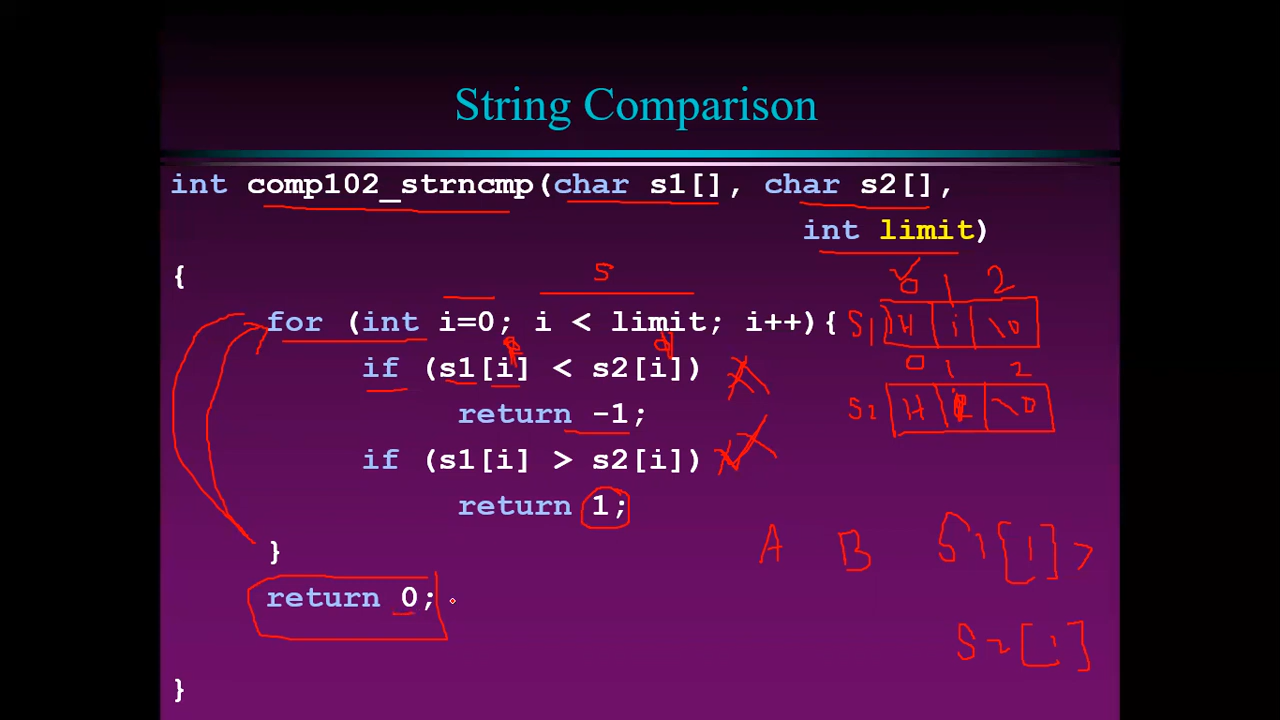 String Comparison
int comp102_strncmp(char s1[], char s2[],
int limit)
{
5
0 1 2
for (int i=0; i < limit; i++){
S1 H i \0
0 1 2
if (s1[i] < s2[i])
return -1;
S2 H \0
if (s1[i] > s2[i])
return 1;
}
A B S1[1] >
return 0;
S2[1]
}